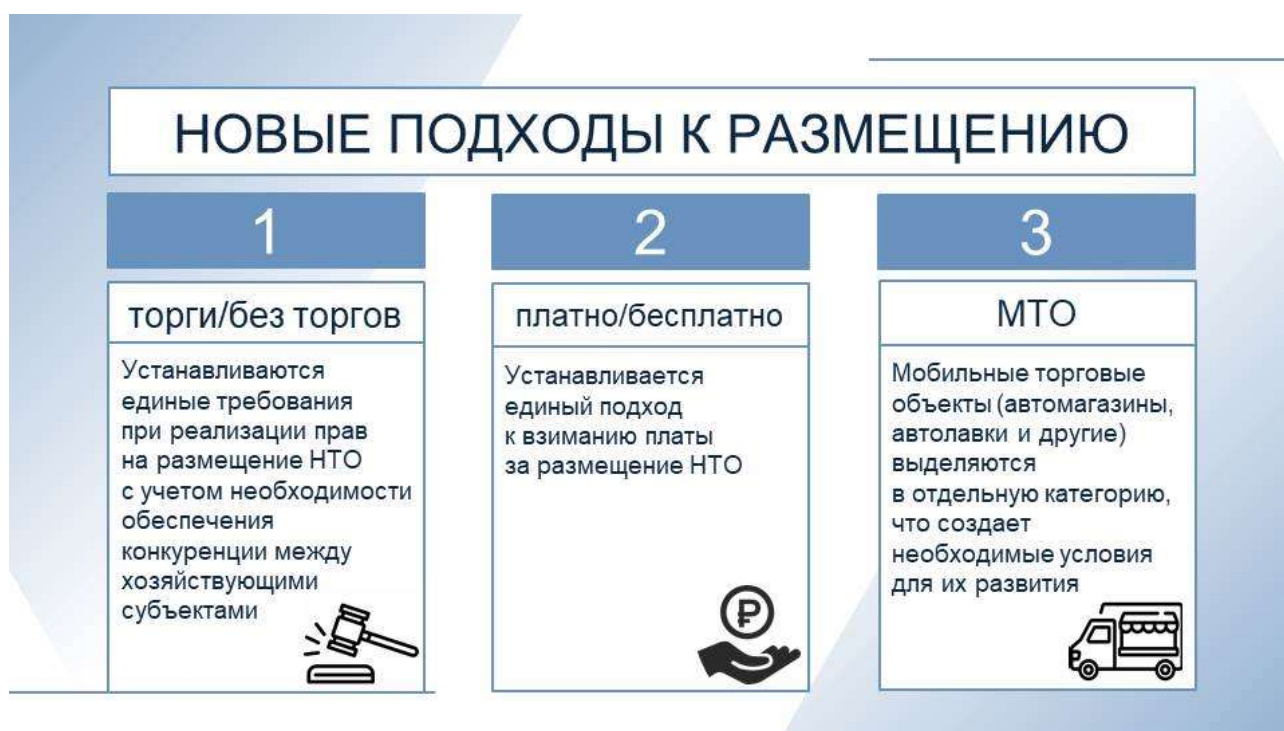 НОВЫЕ ПОДХОДЫ К РАЗМЕЩЕНИЮ
1
торги/без торгов
Устанавливаются
единые требования
при реализации прав
на размещение НТО
с учетом необходимости
обеспечения
конкуренции между
хозяйствующими
субъектами
2
платно/бесплатно
Устанавливается
единый подход
к взиманию платы
за размещение НТО
3
МТО
Мобильные торговые
объекты (автомагазины,
автолавки и другие)
выделяются
в отдельную категорию,
что создает
необходимые условия
для их развития